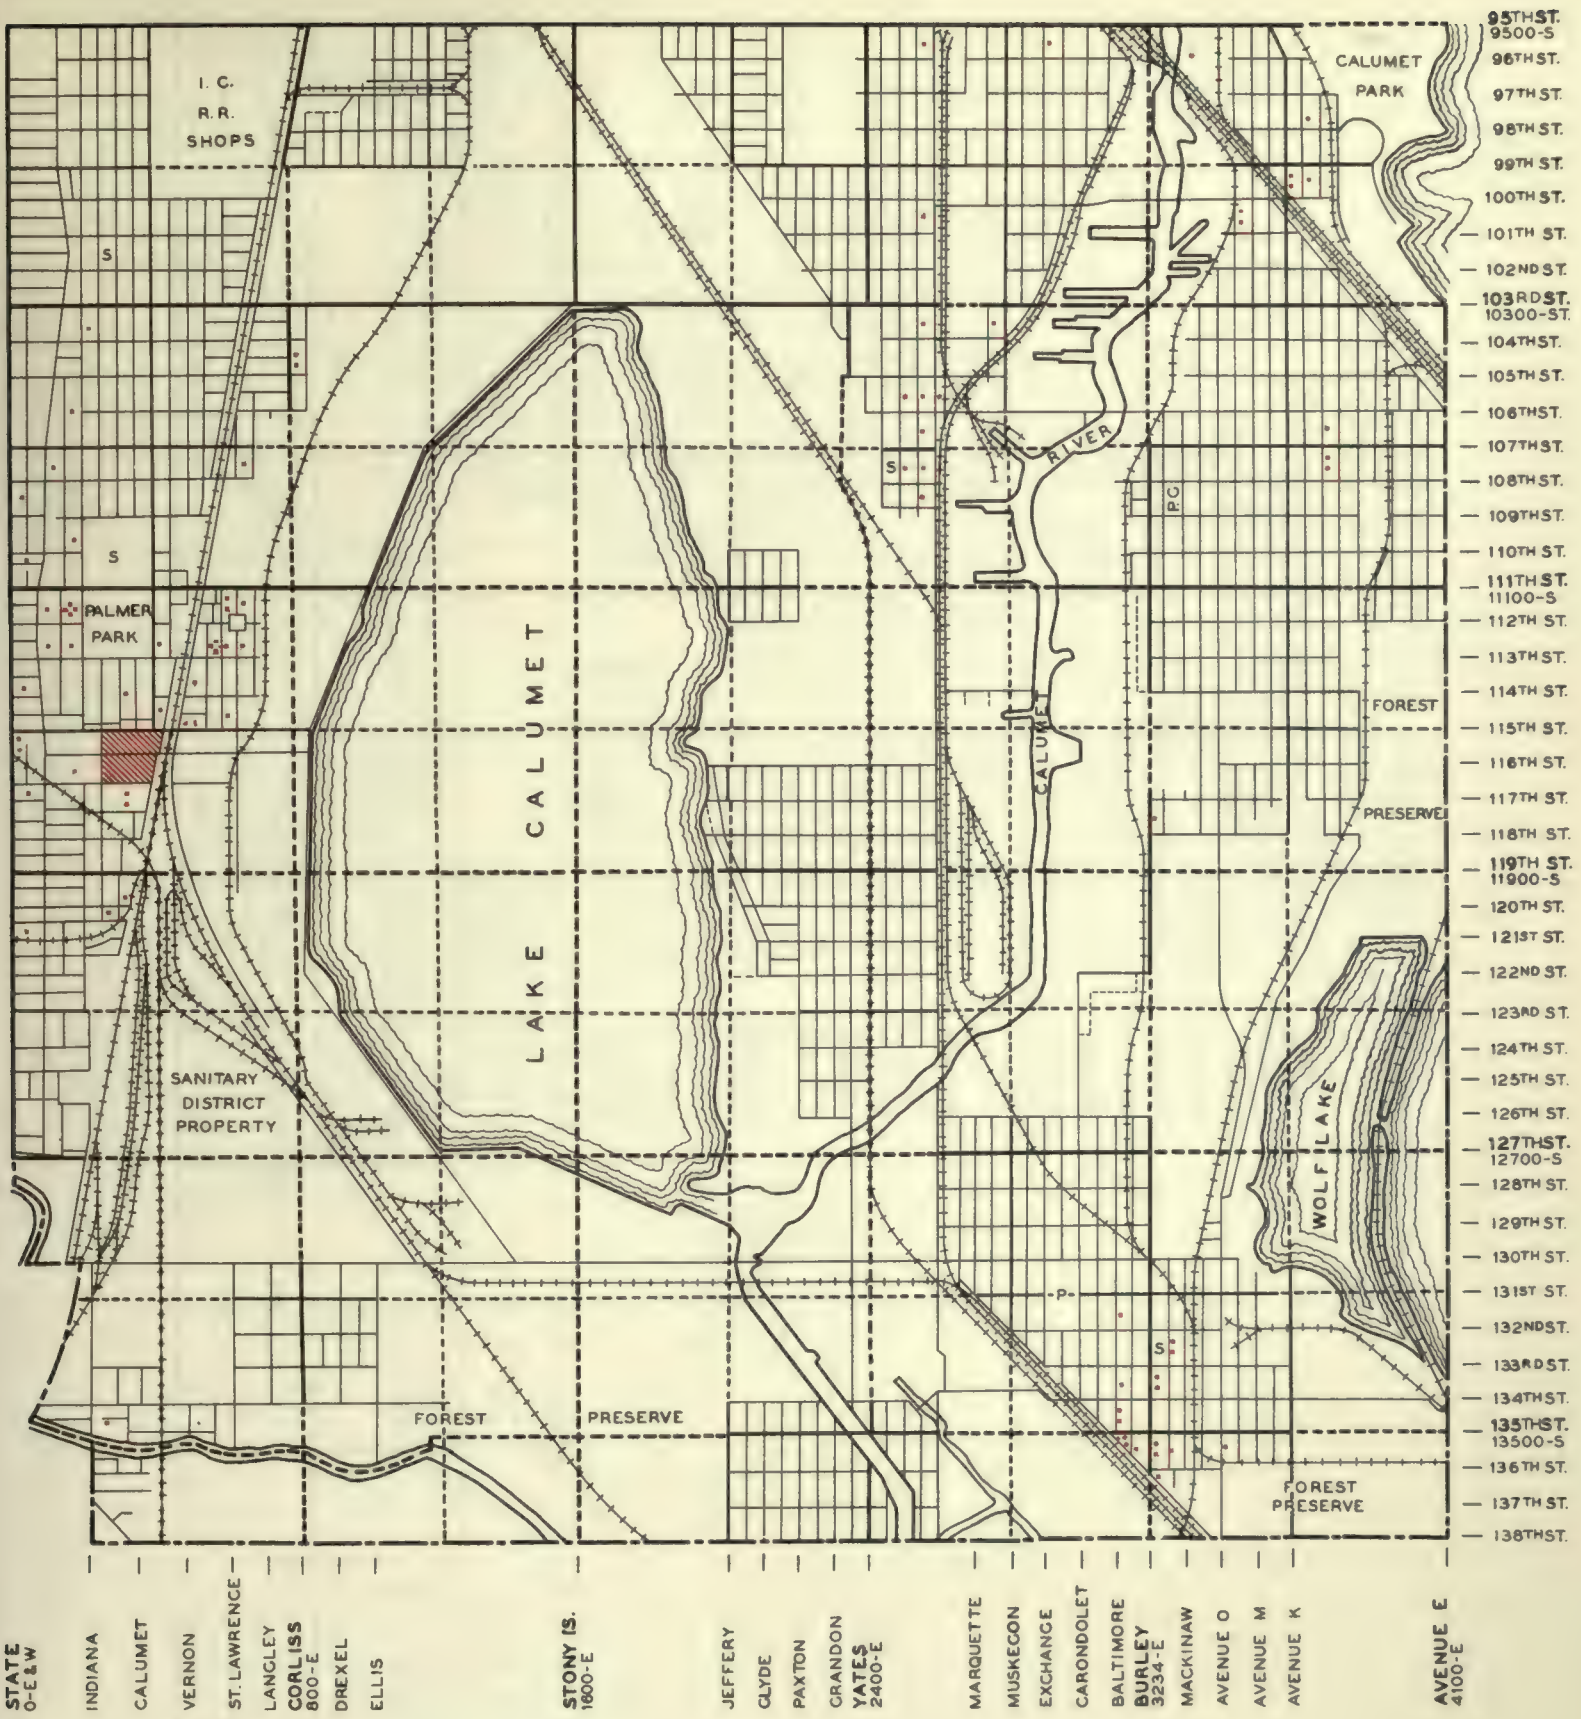 95TH ST.
9500-S
96TH ST.
97TH ST.
98TH ST.
99TH ST.
100TH ST.
101TH ST.
102ND ST.
103RD ST.
10300-ST.
104TH ST.
105TH ST.
106TH ST.
107TH ST.
108TH ST.
109TH ST.
110TH ST.
111TH ST.
11100-S
112TH ST.
113TH ST.
114TH ST.
115TH ST.
116TH ST.
117TH ST.
118TH ST.
119TH ST.
11900-S
120TH ST.
121ST ST.
122ND ST.
123RD ST.
124TH ST.
125TH ST.
126TH ST.
127TH ST.
12700-S
128TH ST.
129TH ST.
130TH ST.
131ST ST.
132ND ST.
133RD ST.
134TH ST.
135TH ST.
13500-S
136TH ST.
137TH ST.
138TH ST.
I. C.
R.R.
SHOPS
CALUMET
PARK
S
RIVER
S
P.C.
S
PALMER
PARK
LAKE CALUMET
CALUMET
FOREST
PRESERVE
SANITARY
DISTRICT
PROPERTY
WOLF LAKE
P
S
FOREST PRESERVE
FOREST
PRESERVE
STATE
0-E&W
INDIANA
CALUMET
VERNON
ST. LAWRENCE
LANGLEY
CORLISS
800-E
DREXEL
ELLIS
STONY IS.
1600-E
JEFFERY
CLYDE
PAXTON
CRANDON
YATES
2400-E
MARQUETTE
MUSKEGON
EXCHANGE
CARONDOLET
BALTIMORE
BURLEY
3234-E
MACKINAW
AVENUE O
AVENUE M
AVENUE K
AVENUE E
4100-E